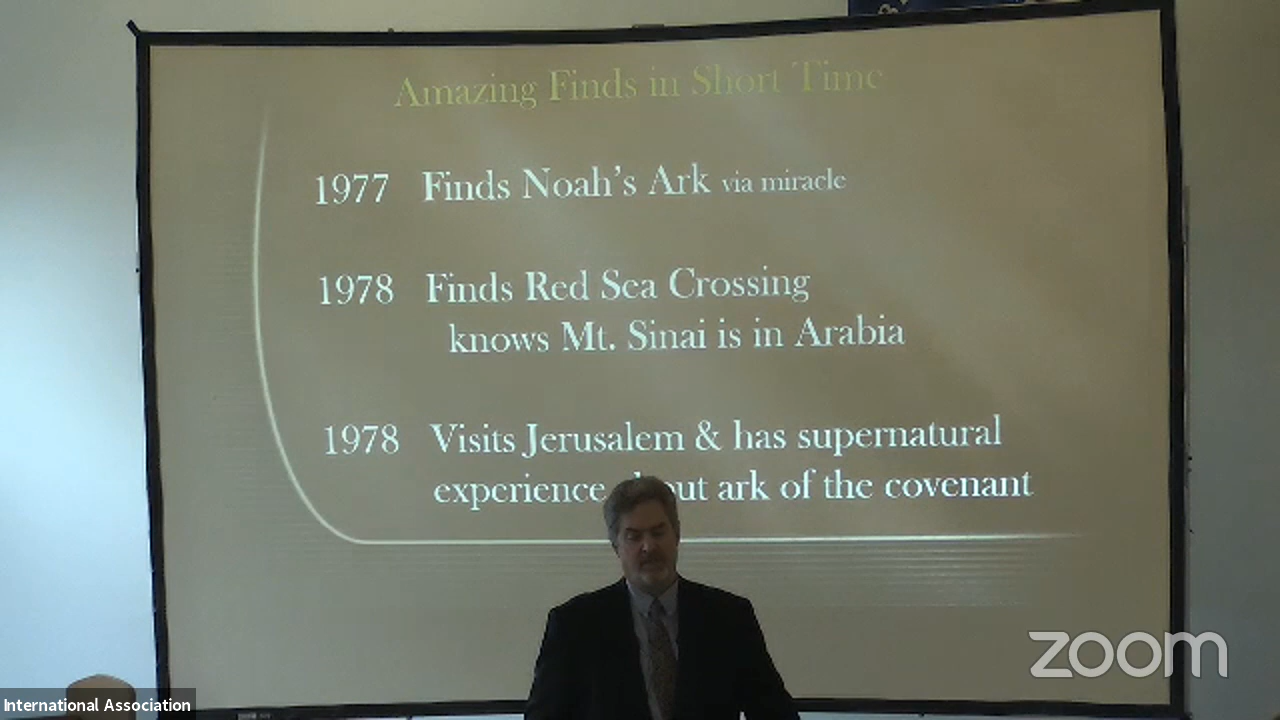 Amazing Finds in Short Time
1977 Finds Noah's Ark via miracle
1978 Finds Red Sea Crossing
knows Mt. Sinai is in Arabia
1978 Visits Jerusalem & has supernatural
experience out ark of the covenant
zoom
International Association